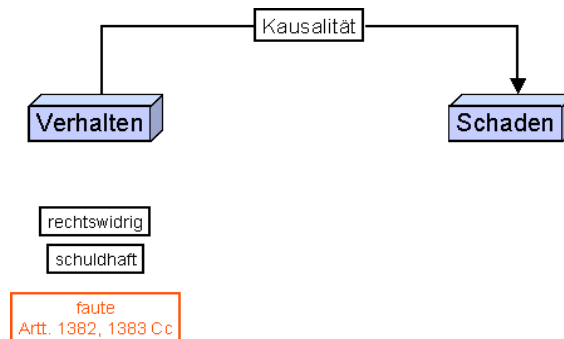 Kausalität
Verhalten
Schaden
rechtswidrig
schuldhaft
faute
Artt. 1382, 1383 Cc